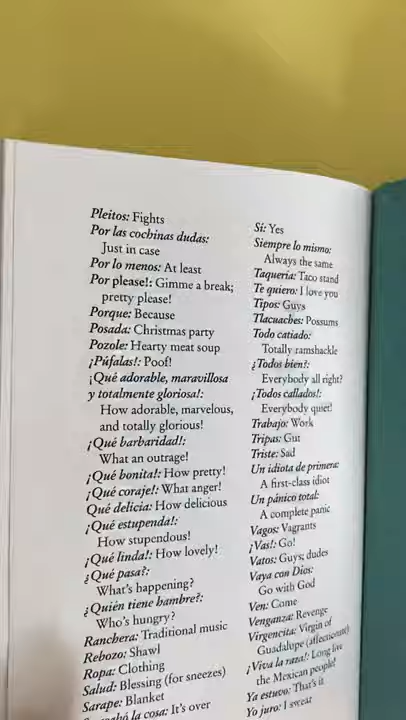 Pleitos: Fights
Por las cochinas dudas:
Just in case
Por lo menos: At least
Por please!: Gimme a break;
pretty please!
Porque: Because
Posada: Christmas party
Pozole: Hearty meat soup
¡Púfalas!: Poof!
¡Qué adorable, maravillosa
y totalmente gloriosa!:
How adorable, marvelous,
and totally glorious!
¡Qué barbaridad!:
What an outrage!
¡Qué bonita!: How pretty!
¡Qué coraje!: What anger!
Qué delicia: How delicious
¡Qué estupenda!:
How stupendous!
¡Qué linda!: How lovely!
¿Qué pasa?:
What's happening?
¿Quién tiene hambre?:
Who's hungry?
Ranchera: Traditional music
Rebozo: Shawl
Ropa: Clothing
Salud: Blessing (for sneezes)
Sarape: Blanket
la cosa: It's over
Sí: Yes
Siempre lo mismo:
Always the same
Taquería: Taco stand
Te quiero: I love you
Tipos: Guys
Tlacuaches: Possums
Todo catiado:
Totally ramshackle
¿Todos bien?:
Everybody all right?
¡Todos callados!:
Everybody quiet!
Trabajo: Work
Tripas: Gut
Triste: Sad
Un idiota de primera:
A first-class idiot
Un pánico total:
A complete panic
Vagos: Vagrants
¡Vas!: Go!
Vatos: Guys; dudes
Vaya con Dios:
Go with God
Ven: Come
Venganza: Revenge
Virgencita: Virgin of
Guadalupe (affectionate)
¡Viva la raza!: Long live
the Mexican people!
Ya estuvo: That's it
Yo juro: I swear